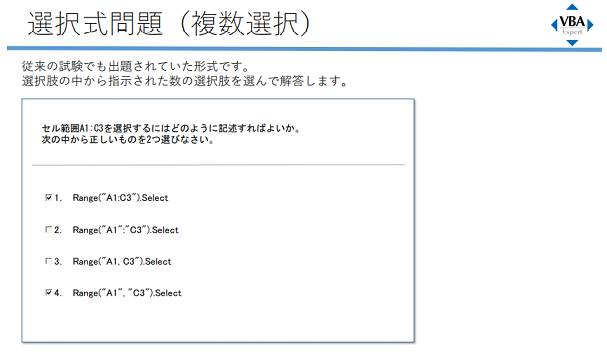 選択式問題（複数選択）
VBA
Expert
従来の試験でも出題されていた形式です。
選択肢の中から指示された数の選択肢を選んで解答します。
セル範囲A1:C3を選択するにはどのように記述すればよいか。
次の中から正しいものを2つ選びなさい。
1. Range("A1:C3").Select
2. Range("A1":"C3").Select
3. Range("A1, C3").Select
4. Range("A1", "C3").Select